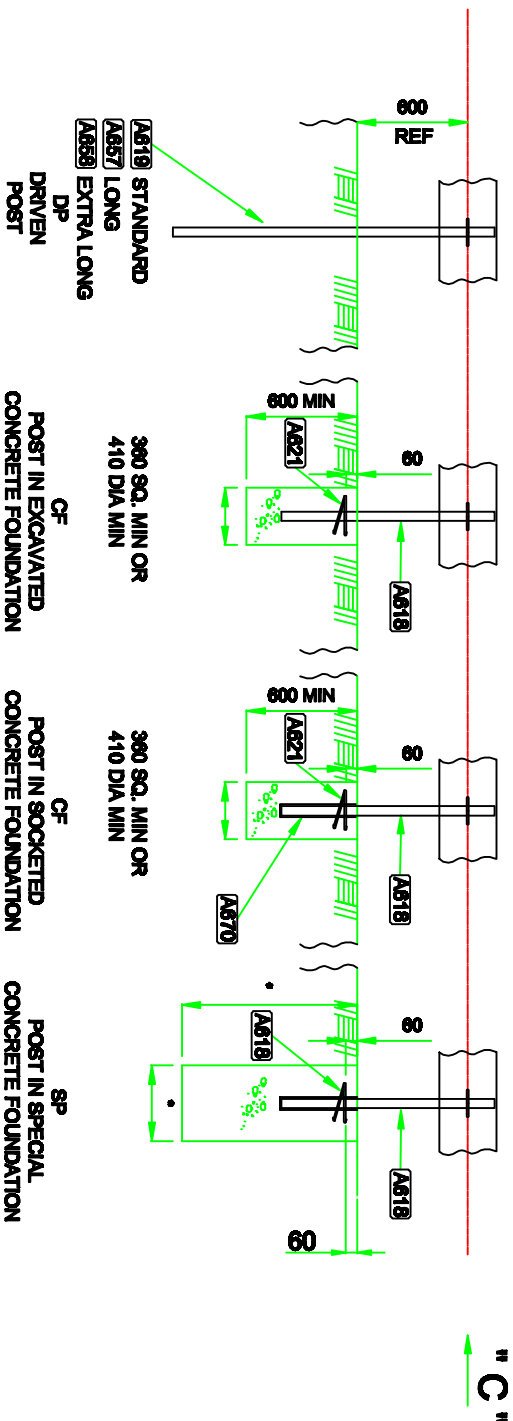 600
REF
A619 STANDARD
A657 LONG
A658 EXTRA LONG
DP
DRIVEN
POST
600 MIN
A621
60
A618
360 SQ. MIN OR
410 DIA MIN
CF
POST IN EXCAVATED
CONCRETE FOUNDATION
600 MIN
A621
60
A618
A670
360 SQ. MIN OR
410 DIA MIN
CF
POST IN SOCKETED
CONCRETE FOUNDATION
*
A618
60
A618
*
60
SP
POST IN SPECIAL
CONCRETE FOUNDATION
"C"